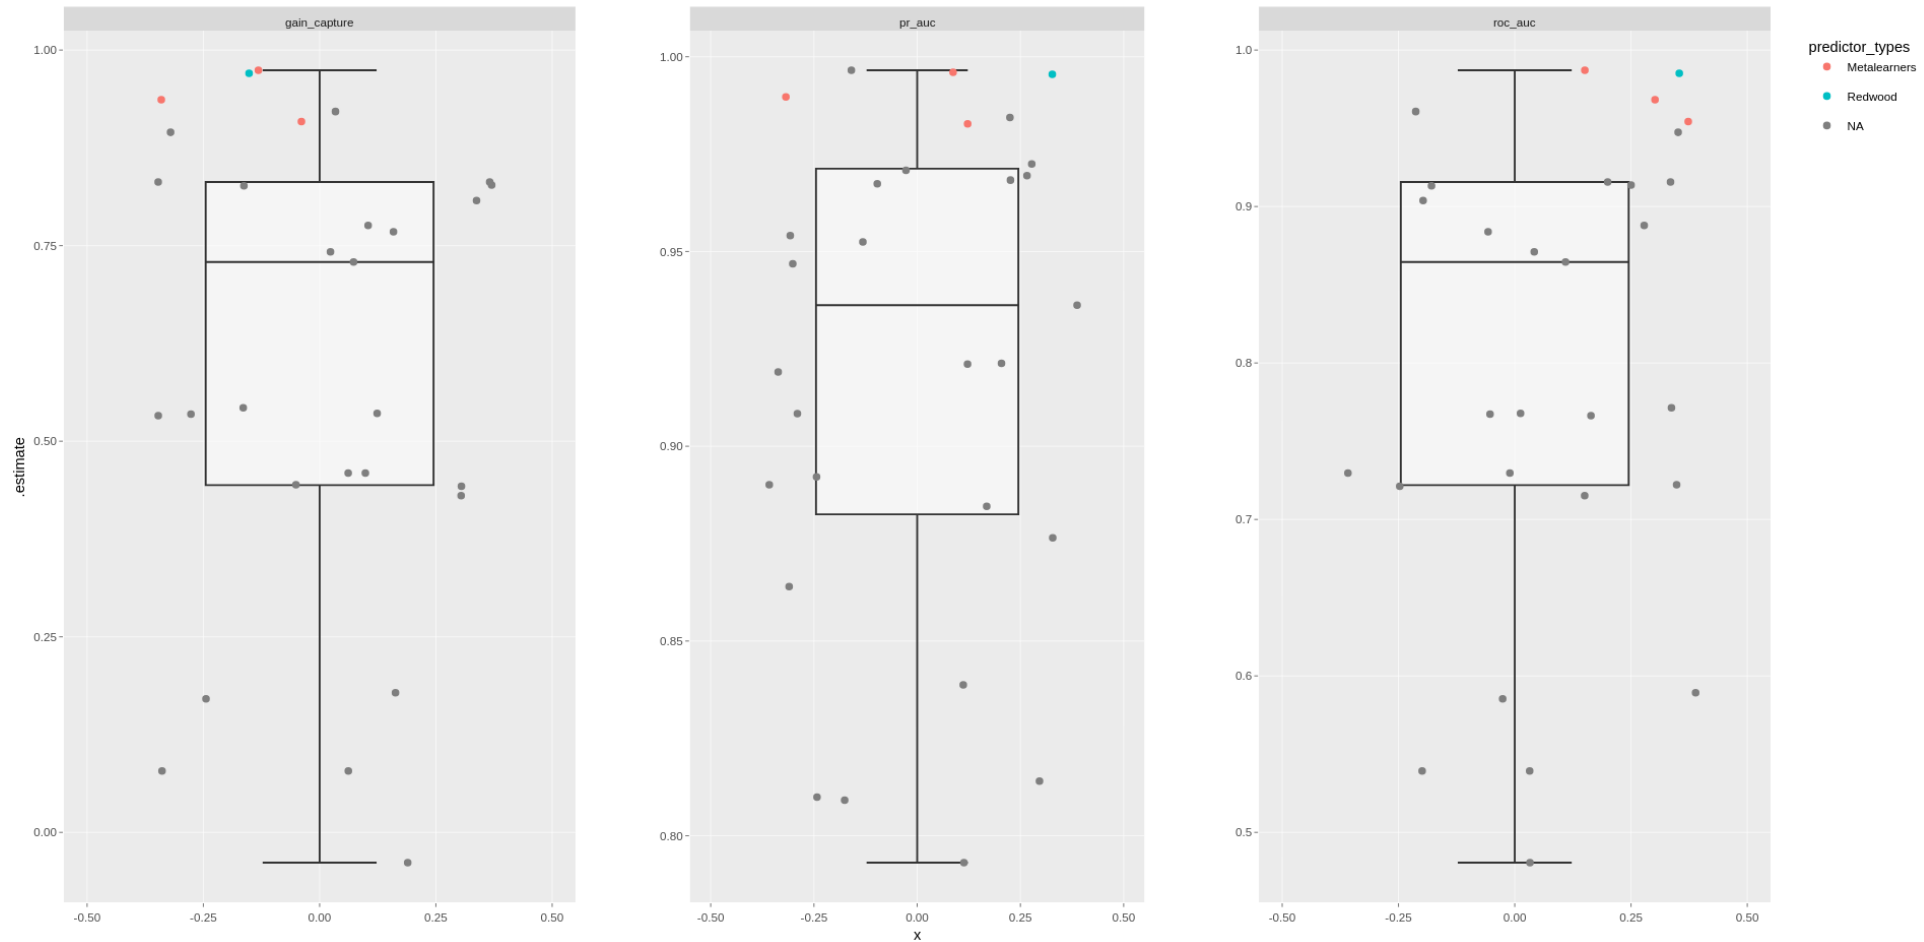 gain_capture
pr_auc
roc_auc
predictor_types
Metalearners
Redwood
NA
.estimate
1.00
0.75
0.50
0.25
0.00
-0.50 -0.25 0.00 0.25 0.50
1.00
0.95
0.90
0.85
0.80
-0.50 -0.25 0.00 0.25 0.50
1.0
0.9
0.8
0.7
0.6
0.5
-0.50 -0.25 0.00 0.25 0.50
x